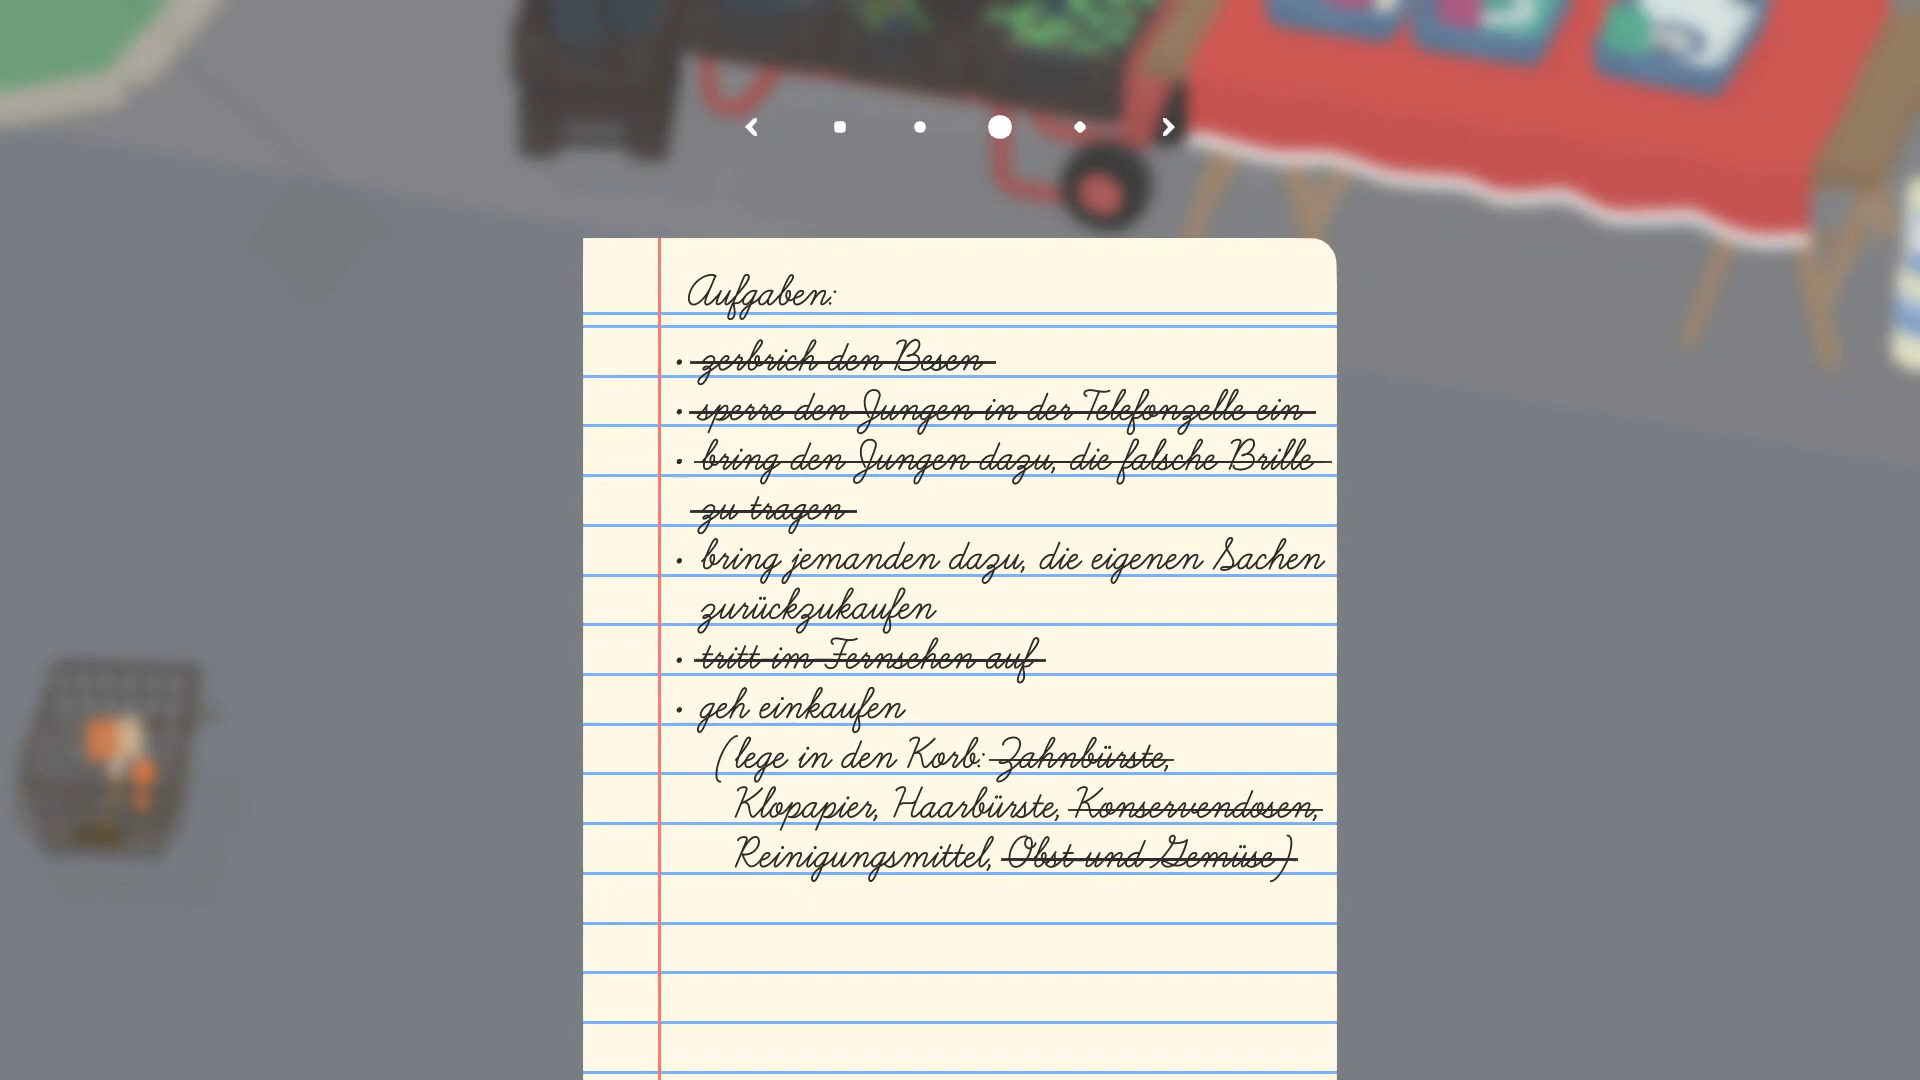 Aufgaben:
• zerbrich den Besen
• sperre den Jungen in der Telefonzelle ein
• bring den Jungen dazu, die falsche Brille
zu tragen
• bring jemanden dazu, die eigenen Sachen
zurückzukaufen
• tritt im Fernsehen auf
• geh einkaufen
(lege in den Korb: Zahnbürste,
Klopapier, Haarbürste, Konservendosen,
Reinigungsmittel, Obst und Gemüse)